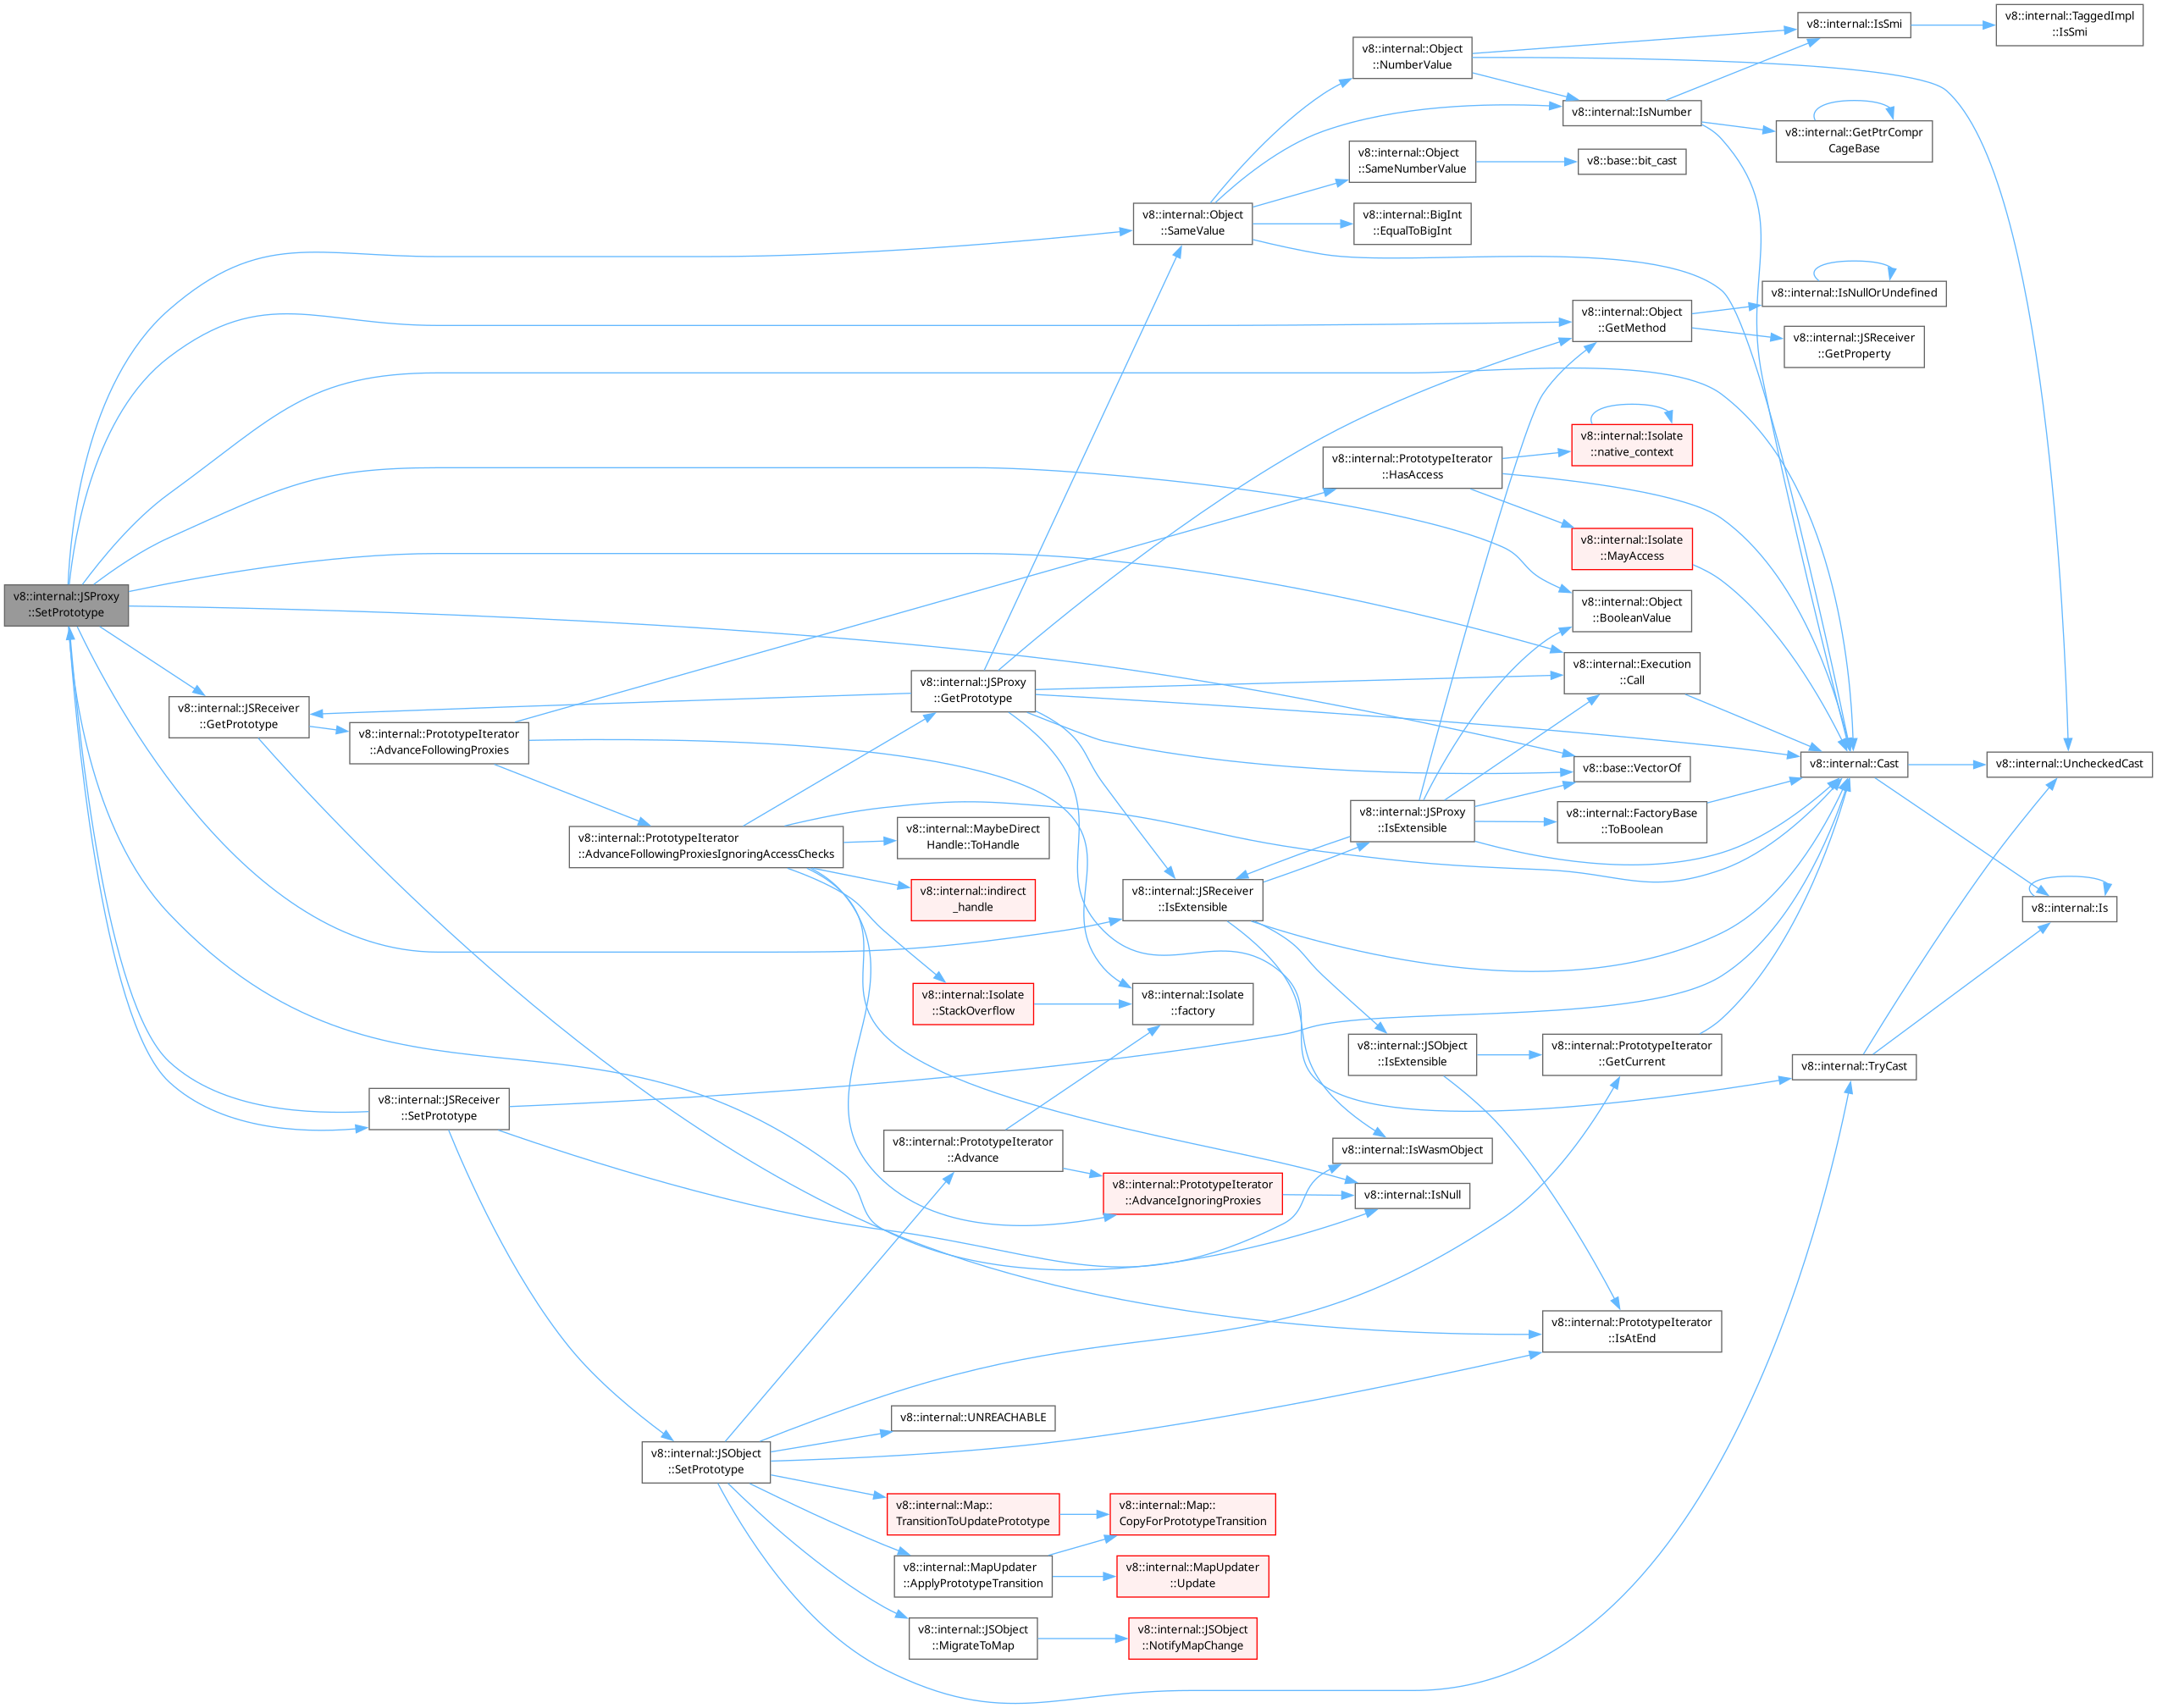 v8::internal::JSProxy
::SetPrototype
v8::internal::JSReceiver
::GetPrototype
v8::internal::PrototypeIterator
::AdvanceFollowingProxies
v8::internal::JSReceiver
::SetPrototype
v8::internal::PrototypeIterator
::AdvanceFollowingProxiesIgnoringAccessChecks
v8::internal::JSObject
::SetPrototype
v8::internal::JSProxy
::GetPrototype
v8::internal::MaybeDirect
Handle::ToHandle
v8::internal::indirect
_handle
v8::internal::Isolate
::StackOverflow
v8::internal::PrototypeIterator
::Advance
v8::internal::UNREACHABLE
v8::internal::Map::
TransitionToUpdatePrototype
v8::internal::MapUpdater
::ApplyPrototypeTransition
v8::internal::JSObject
::MigrateToMap
v8::internal::Object
::SameValue
v8::internal::JSReceiver
::IsExtensible
v8::internal::Isolate
::factory
v8::internal::PrototypeIterator
::AdvanceIgnoringProxies
v8::internal::Map::
CopyForPrototypeTransition
v8::internal::MapUpdater
::Update
v8::internal::JSObject
::NotifyMapChange
v8::internal::Object
::NumberValue
v8::internal::Object
::SameNumberValue
v8::internal::BigInt
::EqualToBigInt
v8::internal::PrototypeIterator
::HasAccess
v8::internal::JSProxy
::IsExtensible
v8::internal::JSObject
::IsExtensible
v8::internal::IsWasmObject
v8::internal::IsNull
v8::internal::IsNumber
v8::base::bit_cast
v8::internal::Object
::GetMethod
v8::internal::Isolate
::native_context
v8::internal::Isolate
::MayAccess
v8::internal::Object
::BooleanValue
v8::internal::Execution
::Call
v8::base::VectorOf
v8::internal::FactoryBase
::ToBoolean
v8::internal::PrototypeIterator
::GetCurrent
v8::internal::PrototypeIterator
::IsAtEnd
v8::internal::IsSmi
v8::internal::GetPtrCompr
CageBase
v8::internal::IsNullOrUndefined
v8::internal::JSReceiver
::GetProperty
v8::internal::Cast
v8::internal::TryCast
v8::internal::TaggedImpl
::IsSmi
v8::internal::UncheckedCast
v8::internal::Is